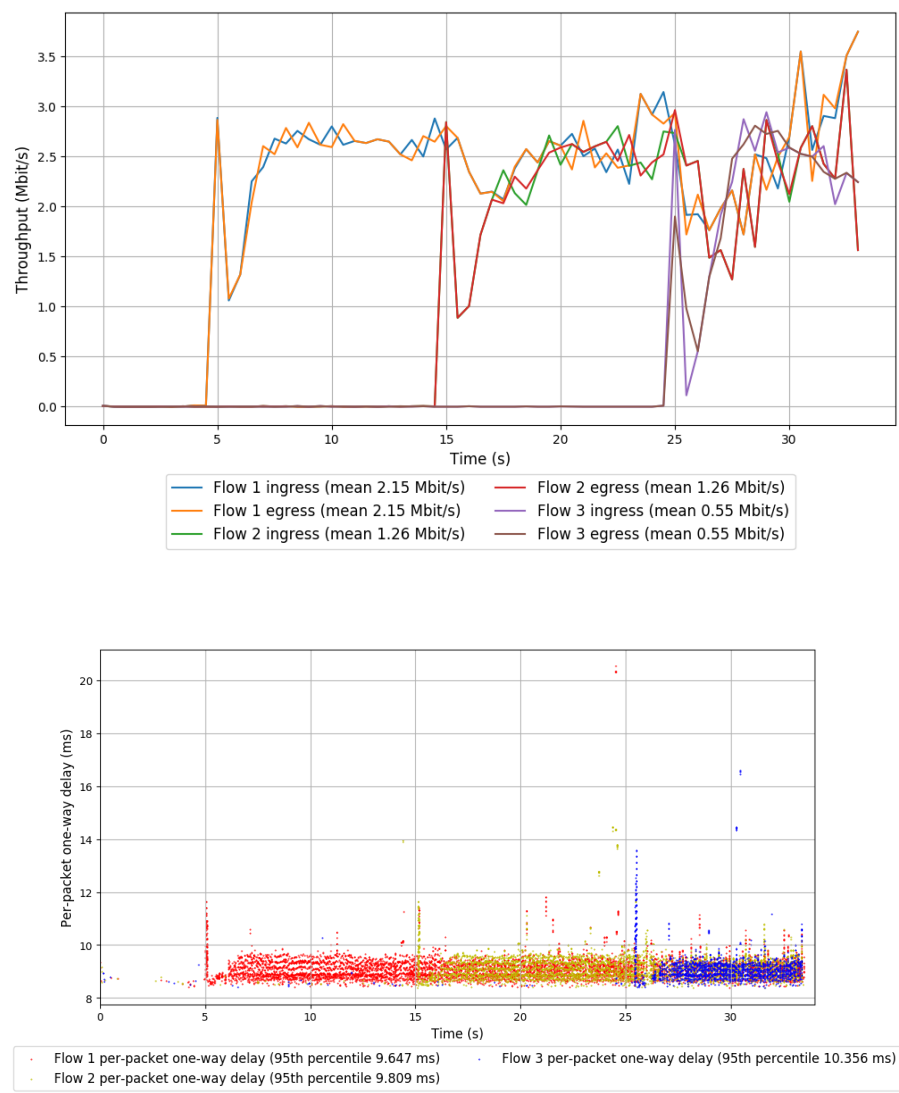 3.5
3.0
2.5
2.0
1.5
1.0
0.5
0.0
Throughput (Mbit/s)
0 5 10 15 20 25 30
Time (s)
Flow 1 ingress (mean 2.15 Mbit/s) Flow 2 egress (mean 1.26 Mbit/s)
Flow 1 egress (mean 2.15 Mbit/s) Flow 3 ingress (mean 0.55 Mbit/s)
Flow 2 ingress (mean 1.26 Mbit/s) Flow 3 egress (mean 0.55 Mbit/s)
20
18
16
14
12
10
8
Per-packet one-way delay (ms)
0 5 10 15 20 25 30
Time (s)
Flow 1 per-packet one-way delay (95th percentile 9.647 ms) Flow 3 per-packet one-way delay (95th percentile 10.356 ms)
Flow 2 per-packet one-way delay (95th percentile 9.809 ms)